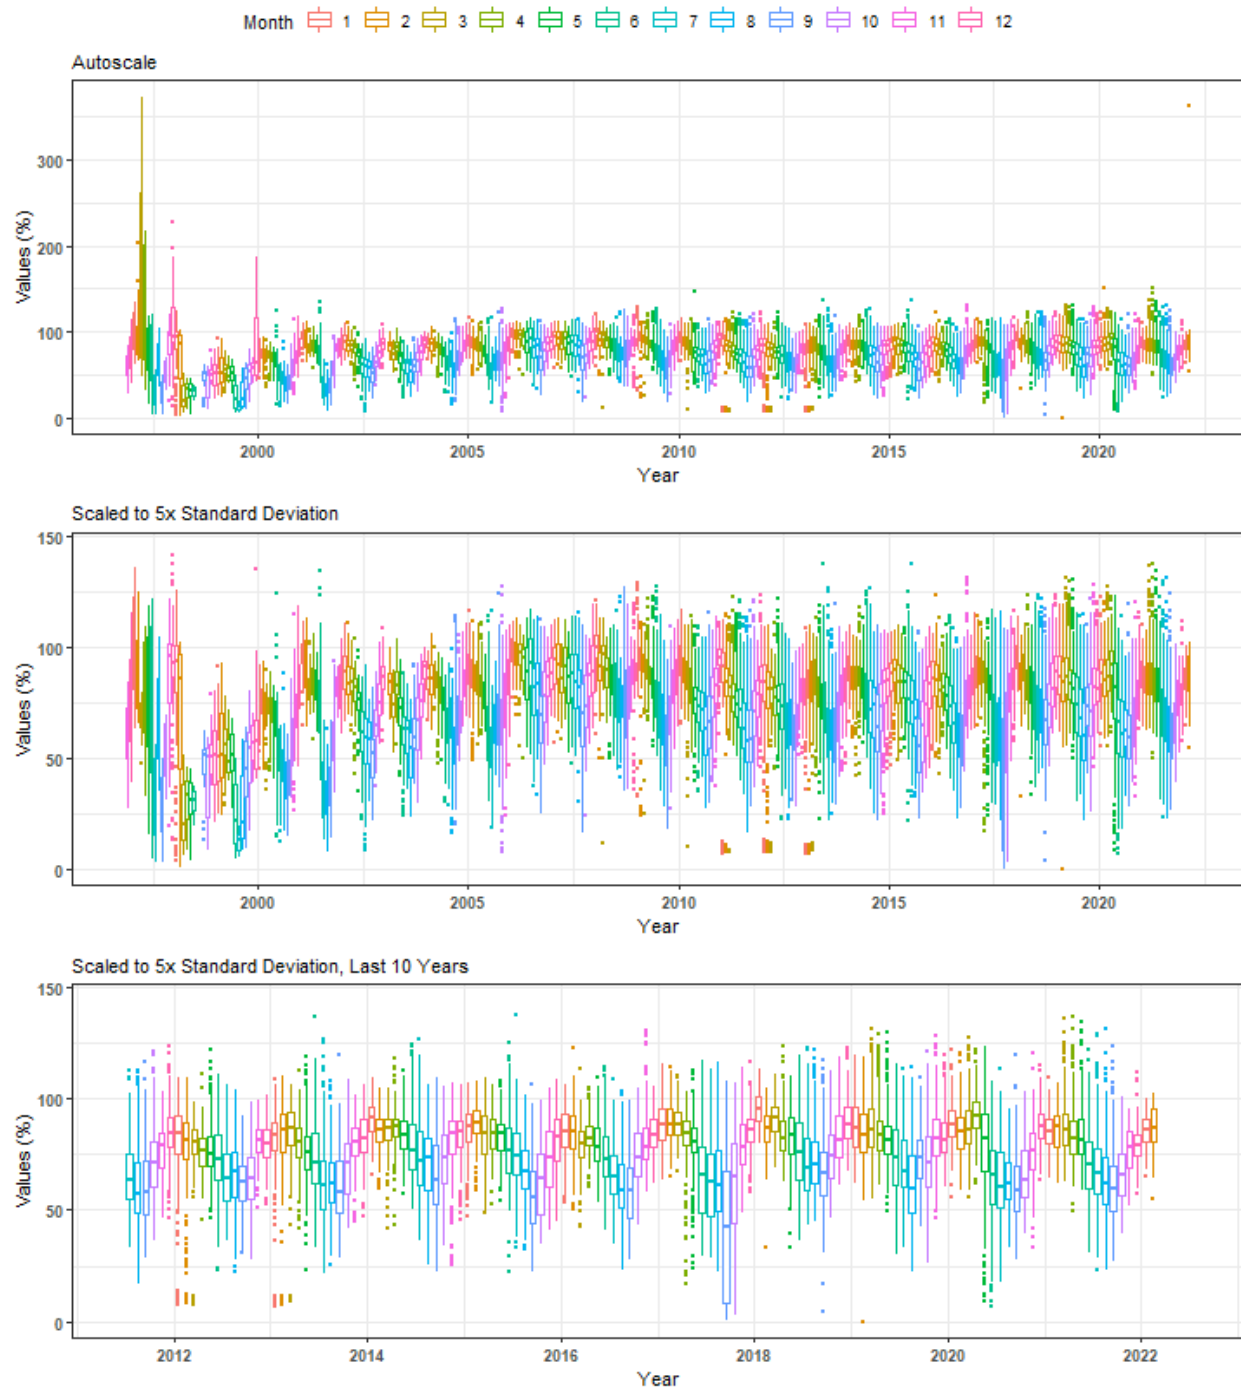 Month 1 2 3 4 5 6 7 8 9 10 11 12
Autoscale
Values (%)
300
200
100
0
2000 2005 2010 2015 2020
Year
Scaled to 5x Standard Deviation
Values (%)
150
100
50
0
2000 2005 2010 2015 2020
Year
Scaled to 5x Standard Deviation, Last 10 Years
Values (%)
150
100
50
0
2012 2014 2016 2018 2020 2022
Year